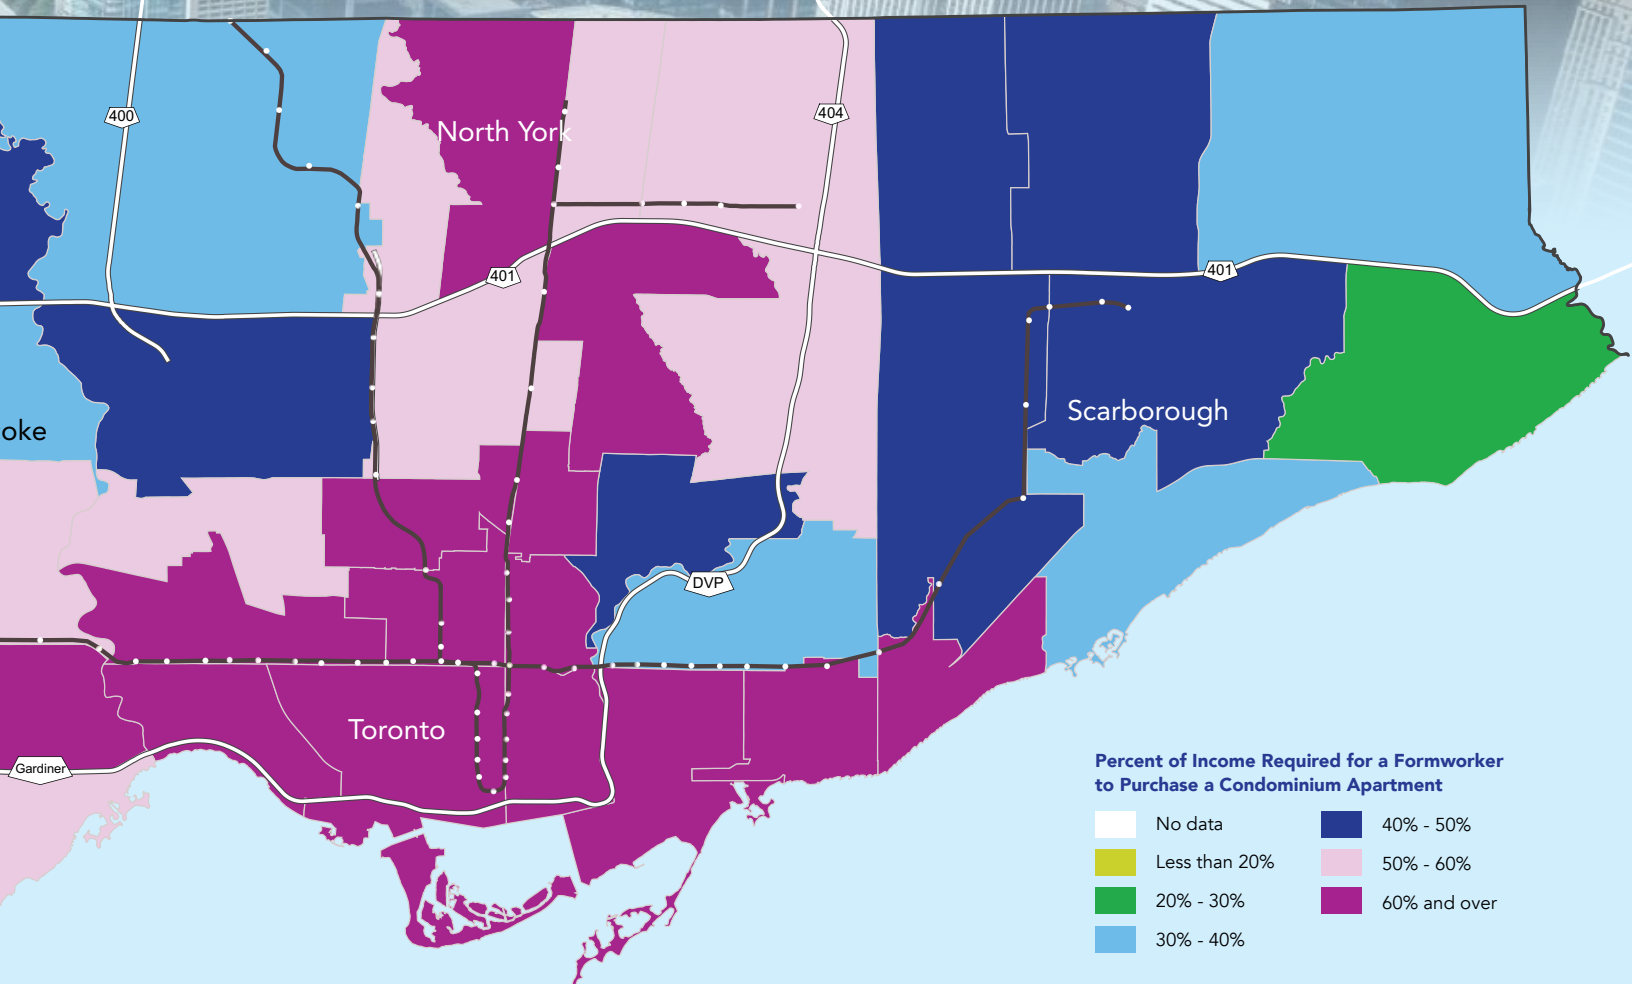 400
404
North York
401
401
oke
Scarborough
DVP
Toronto
Gardiner
Percent of Income Required for a Formworker
to Purchase a Condominium Apartment
No data
Less than 20%
20% - 30%
30% - 40%
40% - 50%
50% - 60%
60% and over